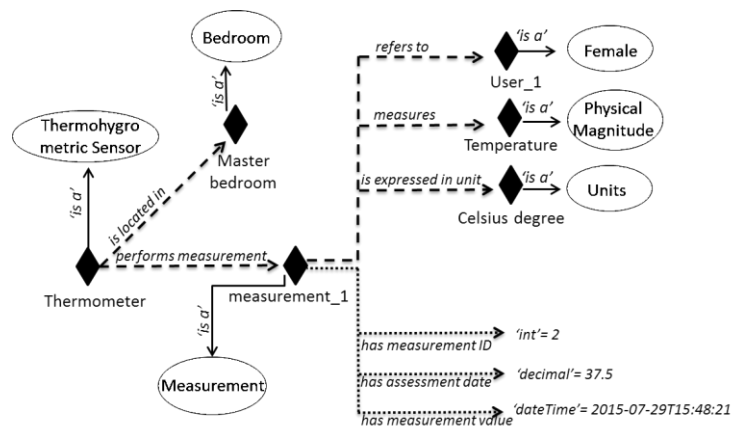 Bedroom
'is a'
refers to
User_1
'is a'
Female
Thermohygro
metric Sensor
'is a'
Master
bedroom
measures
Temperature
'is a'
Physical
Magnitude
is located in
is expressed in unit
Celsius degree
'is a'
Units
performs measurement
Thermometer
measurement_1
'is a'
Measurement
has measurement ID
'int'= 2
has assessment date
'decimal'= 37.5
has measurement value
'dateTime'= 2015-07-29T15:48:21